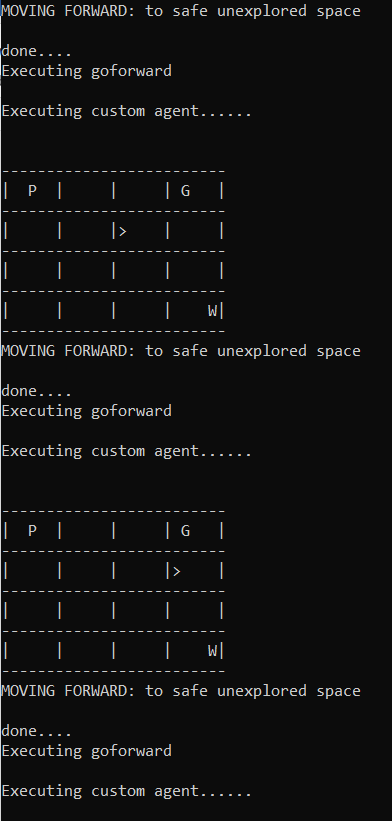 MOVING FORWARD: to safe unexplored space
done....
Executing goforward
Executing custom agent......
-------------------------
|  P  |     |     | G   |
-------------------------
|     |     |>    |     |
-------------------------
|     |     |     |     |
-------------------------
|     |     |     |    W|
-------------------------
MOVING FORWARD: to safe unexplored space
done....
Executing goforward
Executing custom agent......
-------------------------
|  P  |     |     | G   |
-------------------------
|     |     |     |>    |
-------------------------
|     |     |     |     |
-------------------------
|     |     |     |    W|
-------------------------
MOVING FORWARD: to safe unexplored space
done....
Executing goforward
Executing custom agent......